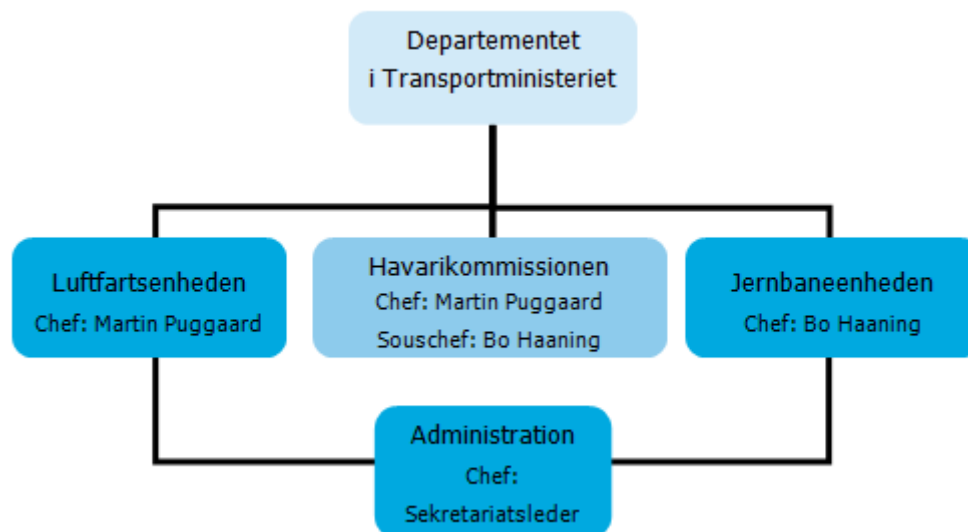 Departementet
i Transportministeriet
Luftfartsenheden
Chef: Martin Puggaard
Havarikommissionen
Chef: Martin Puggaard
Souschef: Bo Haaning
Jernbaneenheden
Chef: Bo Haaning
Administration
Chef:
Sekretariatsleder